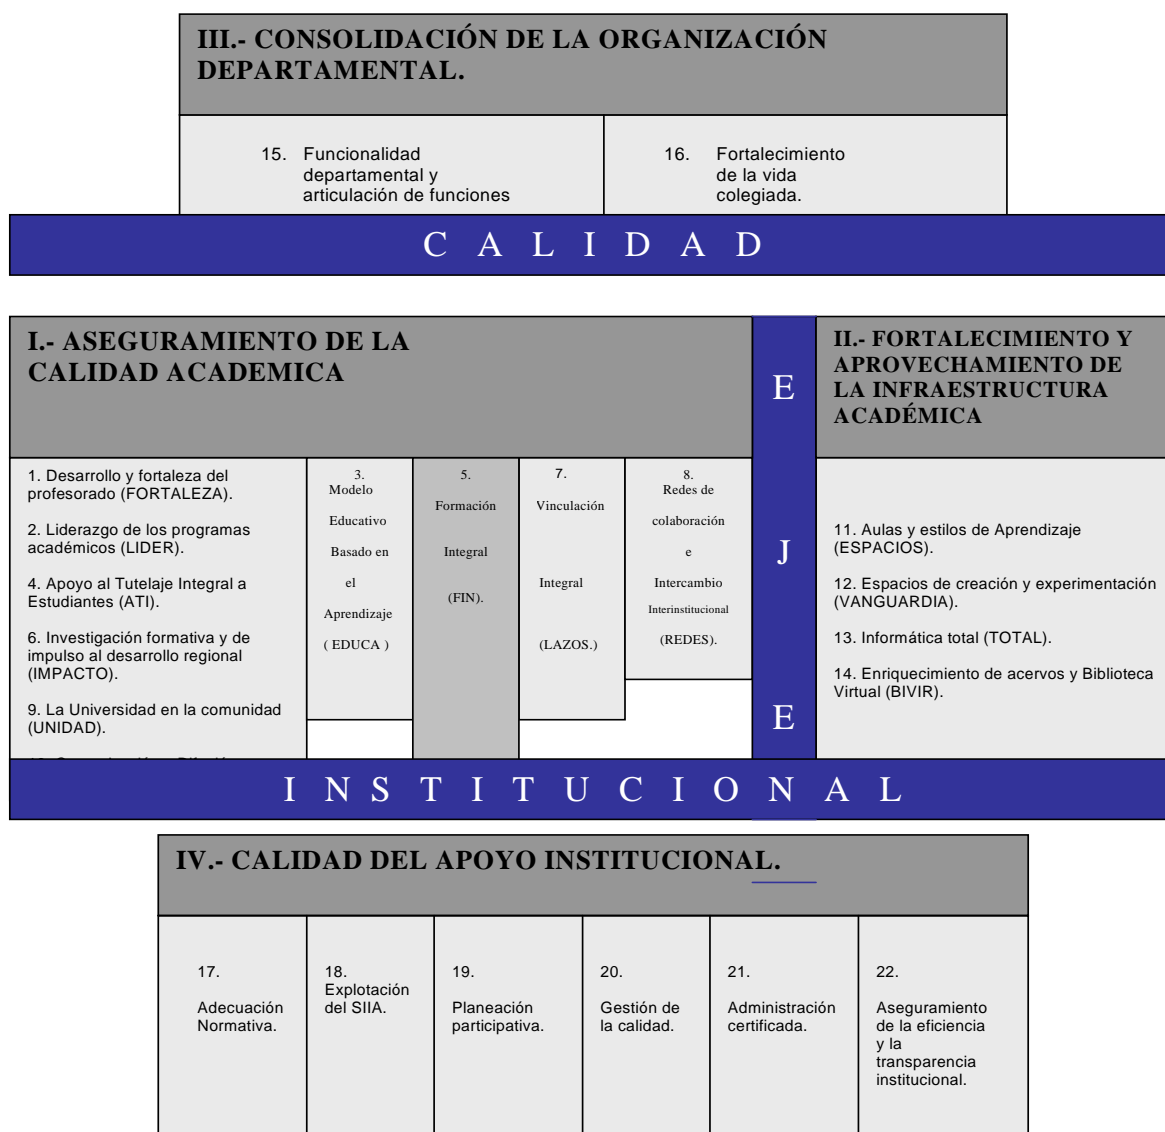 III.- CONSOLIDACIÓN DE LA ORGANIZACIÓN
DEPARTAMENTAL.
15. Funcionalidad
departamental y
articulación de funciones
16. Fortalecimiento
de la vida
colegiada.
C A L I D A D
I.- ASEGURAMIENTO DE LA
CALIDAD ACADEMICA
1. Desarrollo y fortaleza del
profesorado (FORTALEZA).
2. Liderazgo de los programas
académicos (LIDER).
4. Apoyo al Tutelaje Integral a
Estudiantes (ATI).
6. Investigación formativa y de
impulso al desarrollo regional
(IMPACTO).
9. La Universidad en la comunidad
(UNIDAD).
3.
Modelo
Educativo
Basado en
el
Aprendizaje
( EDUCA )
5.
Formación
Integral
(FIN).
7.
Vinculación
Integral
(LAZOS.)
8.
Redes de
colaboración
e
Intercambio
Interinstitucional
(REDES).
E
J
E
II.- FORTALECIMIENTO Y
APROVECHAMIENTO DE
LA INFRAESTRUCTURA
ACADÉMICA
11. Aulas y estilos de Aprendizaje
(ESPACIOS).
12. Espacios de creación y experimentación
(VANGUARDIA).
13. Informática total (TOTAL).
14. Enriquecimiento de acervos y Biblioteca
Virtual (BIVIR).
I N S T I T U C I O N A L
IV.- CALIDAD DEL APOYO INSTITUCIONAL.
17.
Adecuación
Normativa.
18.
Explotación
del SIIA.
19.
Planeación
participativa.
20.
Gestión de
la calidad.
21.
Administración
certificada.
22.
Aseguramiento
de la eficiencia
y la
transparencia
institucional.